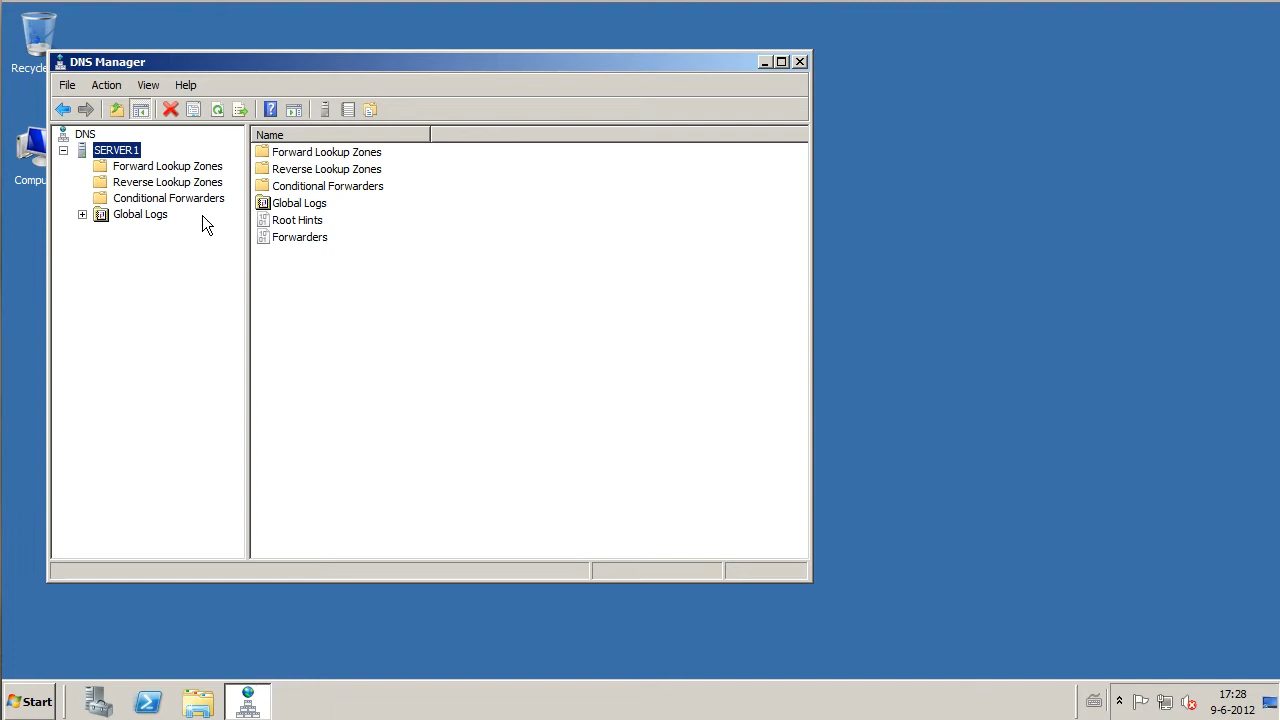 Recycle
Compu
DNS Manager
File Action View Help
DNS
SERVER1
Forward Lookup Zones
Reverse Lookup Zones
Conditional Forwarders
Global Logs
Name
Forward Lookup Zones
Reverse Lookup Zones
Conditional Forwarders
Global Logs
Root Hints
Forwarders
Start
17:28
9-6-2012